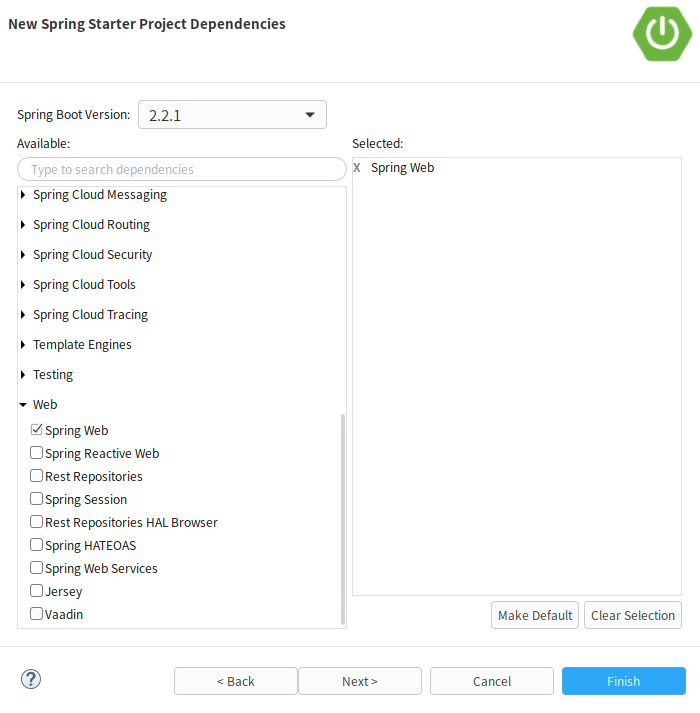 New Spring Starter Project Dependencies
Spring Boot Version: 2.2.1
Available:
Selected:
Type to search dependencies
X Spring Web
Spring Cloud Messaging
Spring Cloud Routing
Spring Cloud Security
Spring Cloud Tools
Spring Cloud Tracing
Template Engines
Testing
Web
Spring Web
Spring Reactive Web
Rest Repositories
Spring Session
Rest Repositories HAL Browser
Spring HATEOAS
Spring Web Services
Jersey
Vaadin
Make Default
Clear Selection
?
< Back
Next >
Cancel
Finish